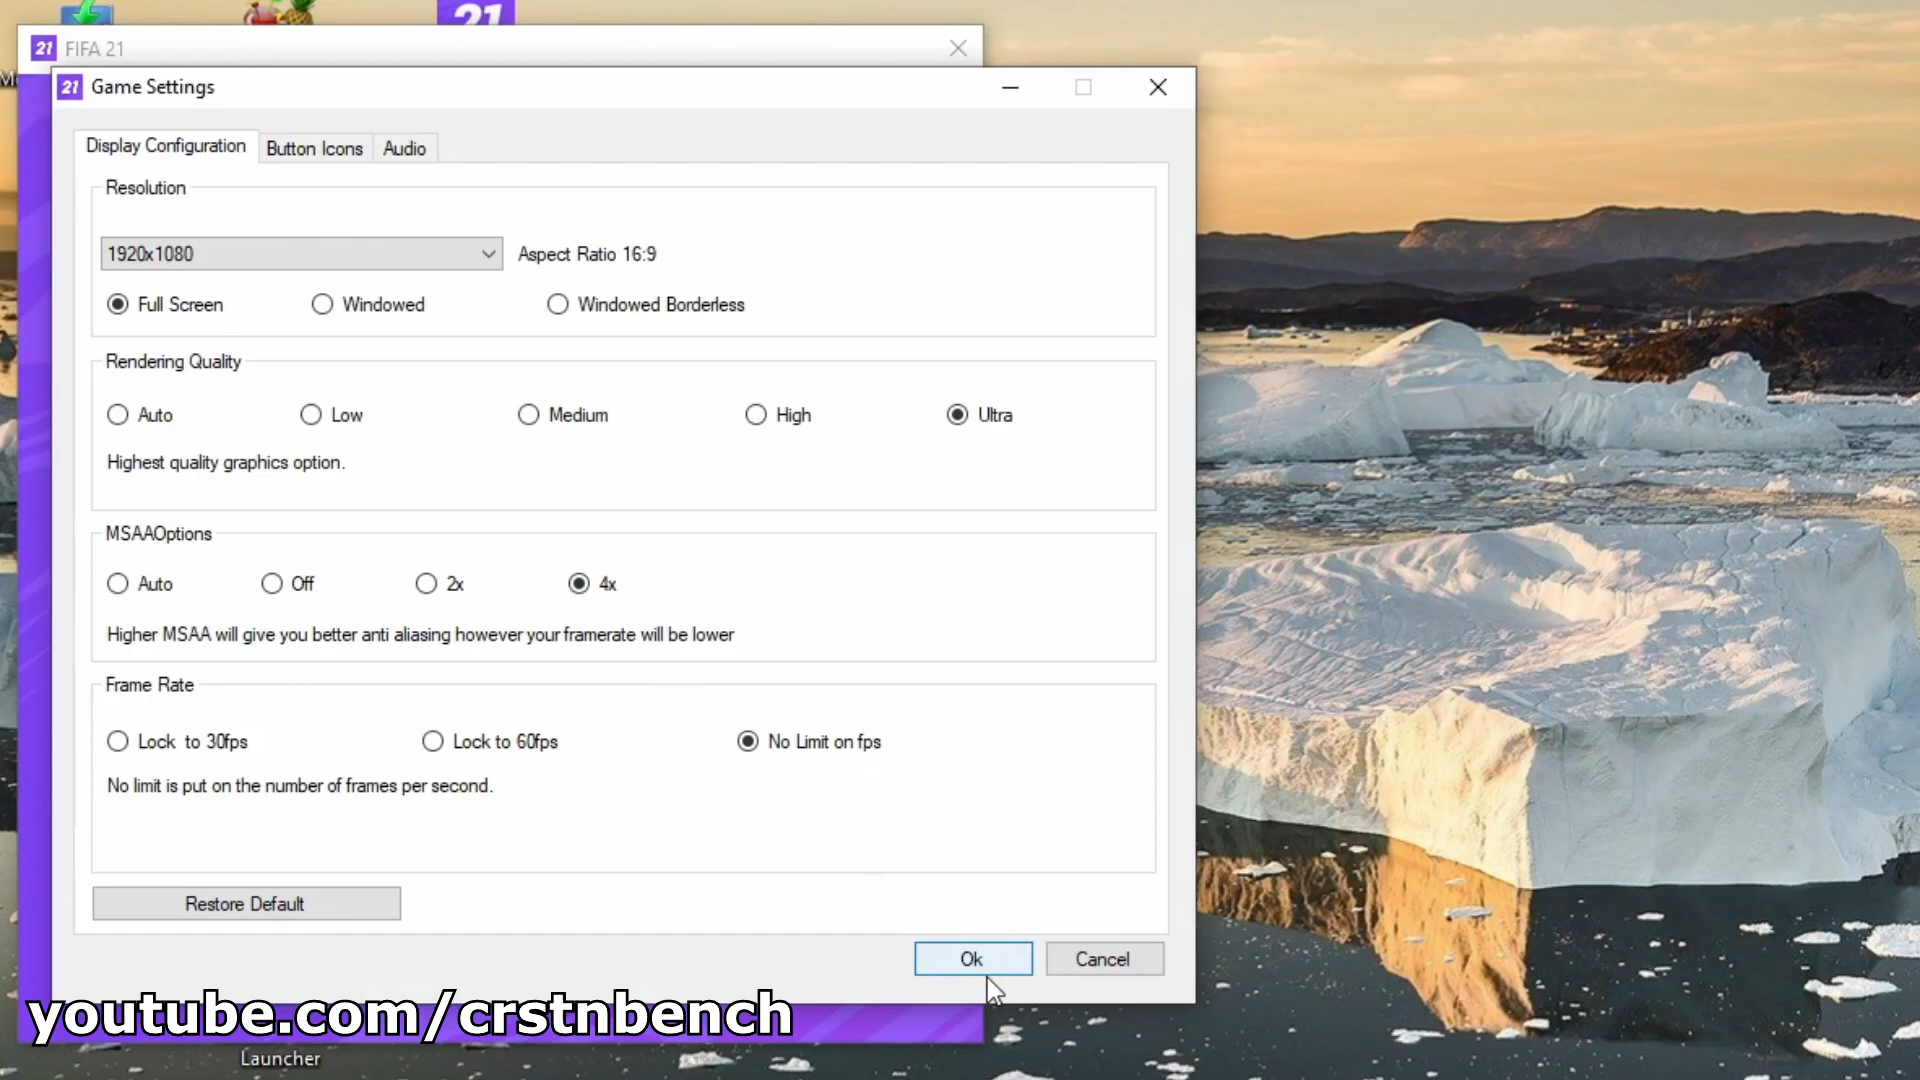 21
21 FIFA 21
21 Game Settings
Display Configuration Button Icons Audio
Resolution
1920x1080 Aspect Ratio 16:9
Full Screen Windowed Windowed Borderless
Rendering Quality
Auto Low Medium High Ultra
Highest quality graphics option.
MSAAOptions
Auto Off 2x 4x
Higher MSAA will give you better anti aliasing however your framerate will be lower
Frame Rate
Lock  to 30fps Lock to 60fps No Limit on fps
No limit is put on the number of frames per second.
Restore Default
Ok Cancel
youtube.com/crstnbench
Launcher